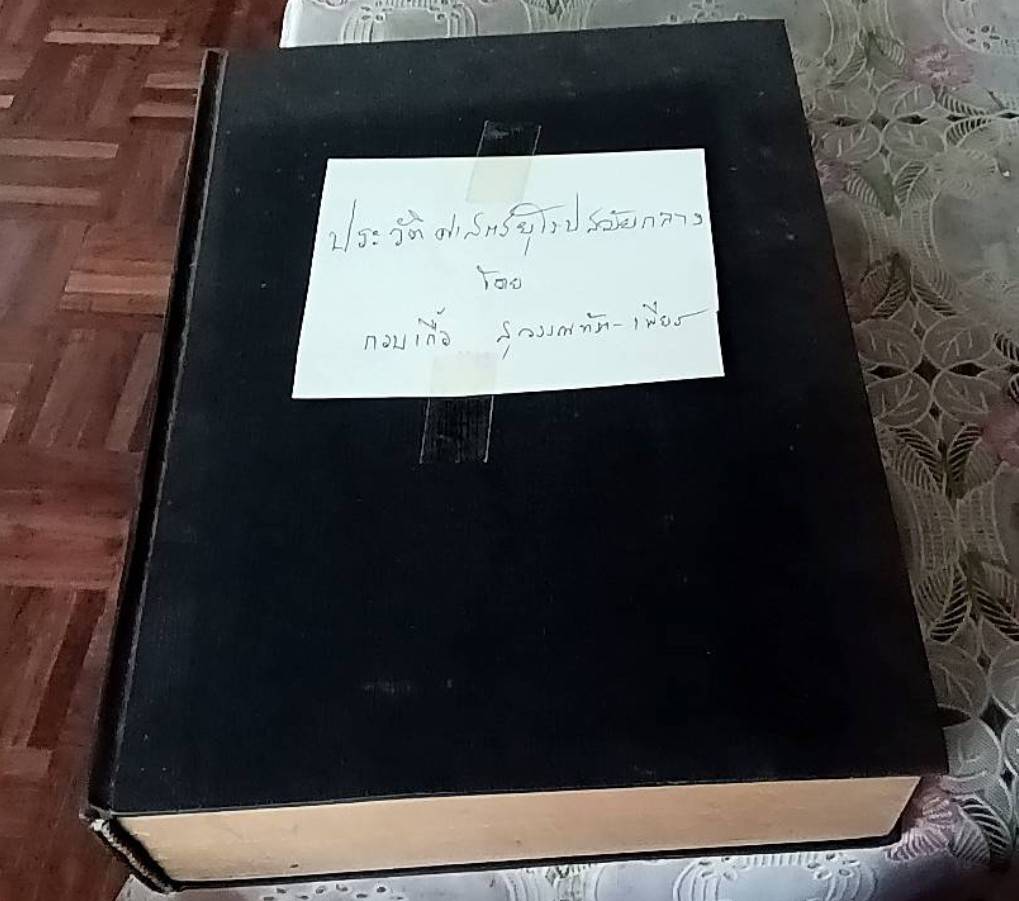 ประวัติศาสตร์ยุโรปสมัยกลาง
โดย
กอบเกื้อ สุวรรณทัต-เพียร